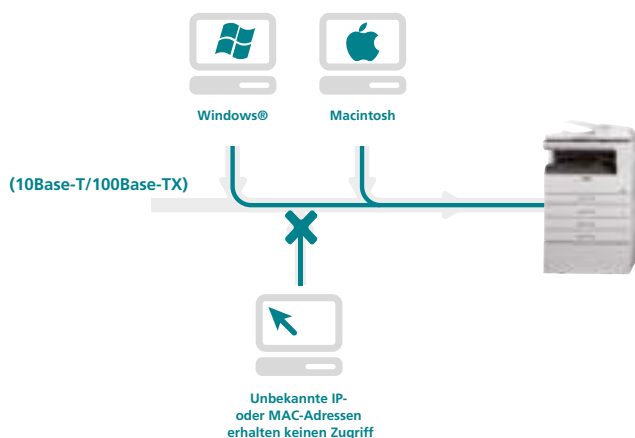 Windows®
Macintosh
(10Base-T/100Base-TX)
Unbekannte IP-
oder MAC-Adressen
erhalten keinen Zugriff